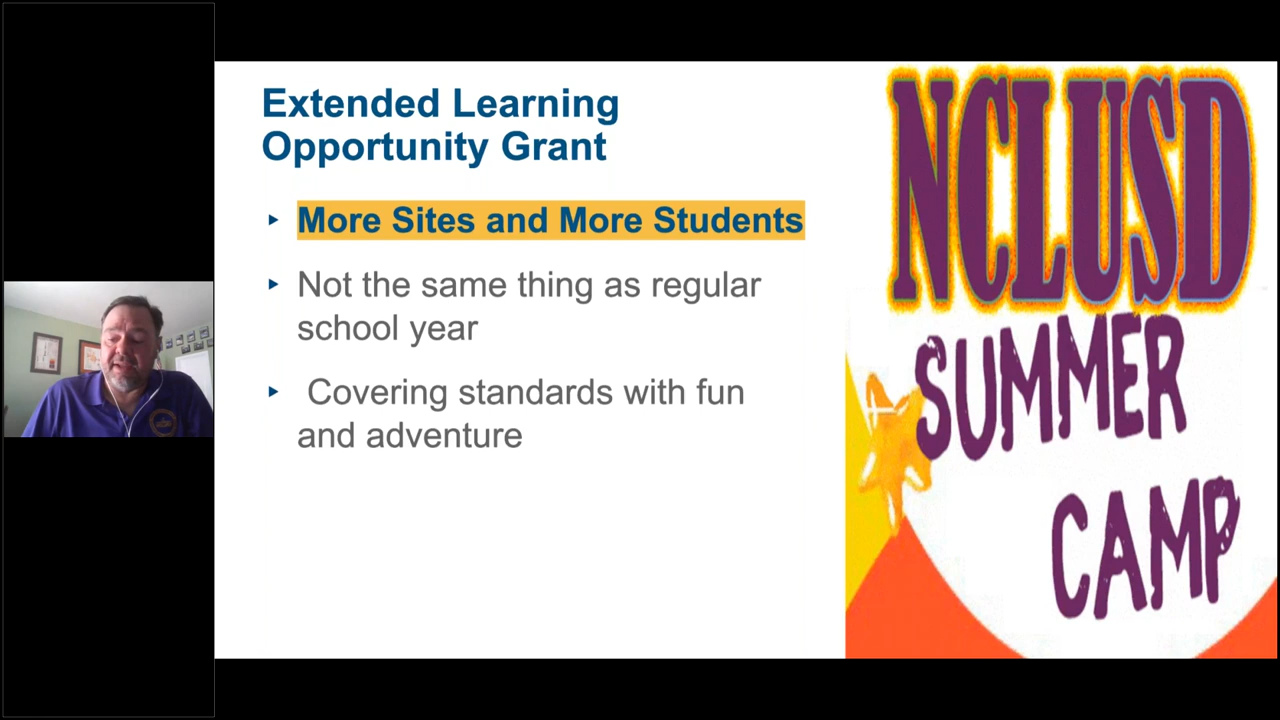 Extended Learning
Opportunity Grant
‣ More Sites and More Students
‣ Not the same thing as regular
school year
‣ Covering standards with fun
and adventure
NCLUSD
SUMMER
CAMP